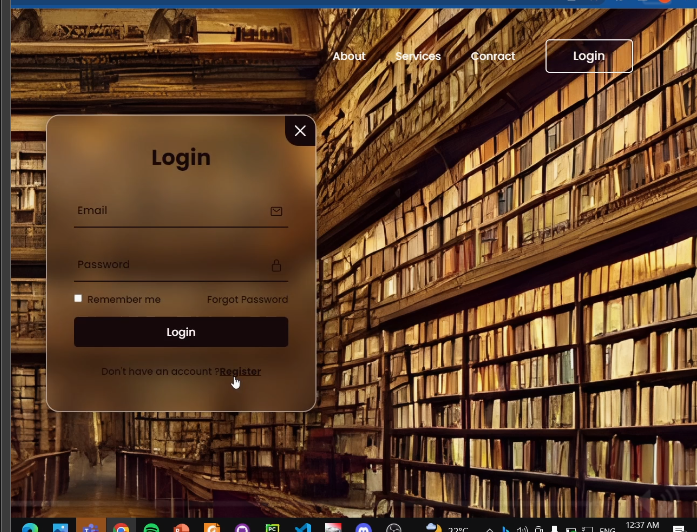 About Services Contract Login
Login
Email
Password
Remember me Forgot Password
Login
Don't have an account ?Register
22°C ENG 12:37 AM